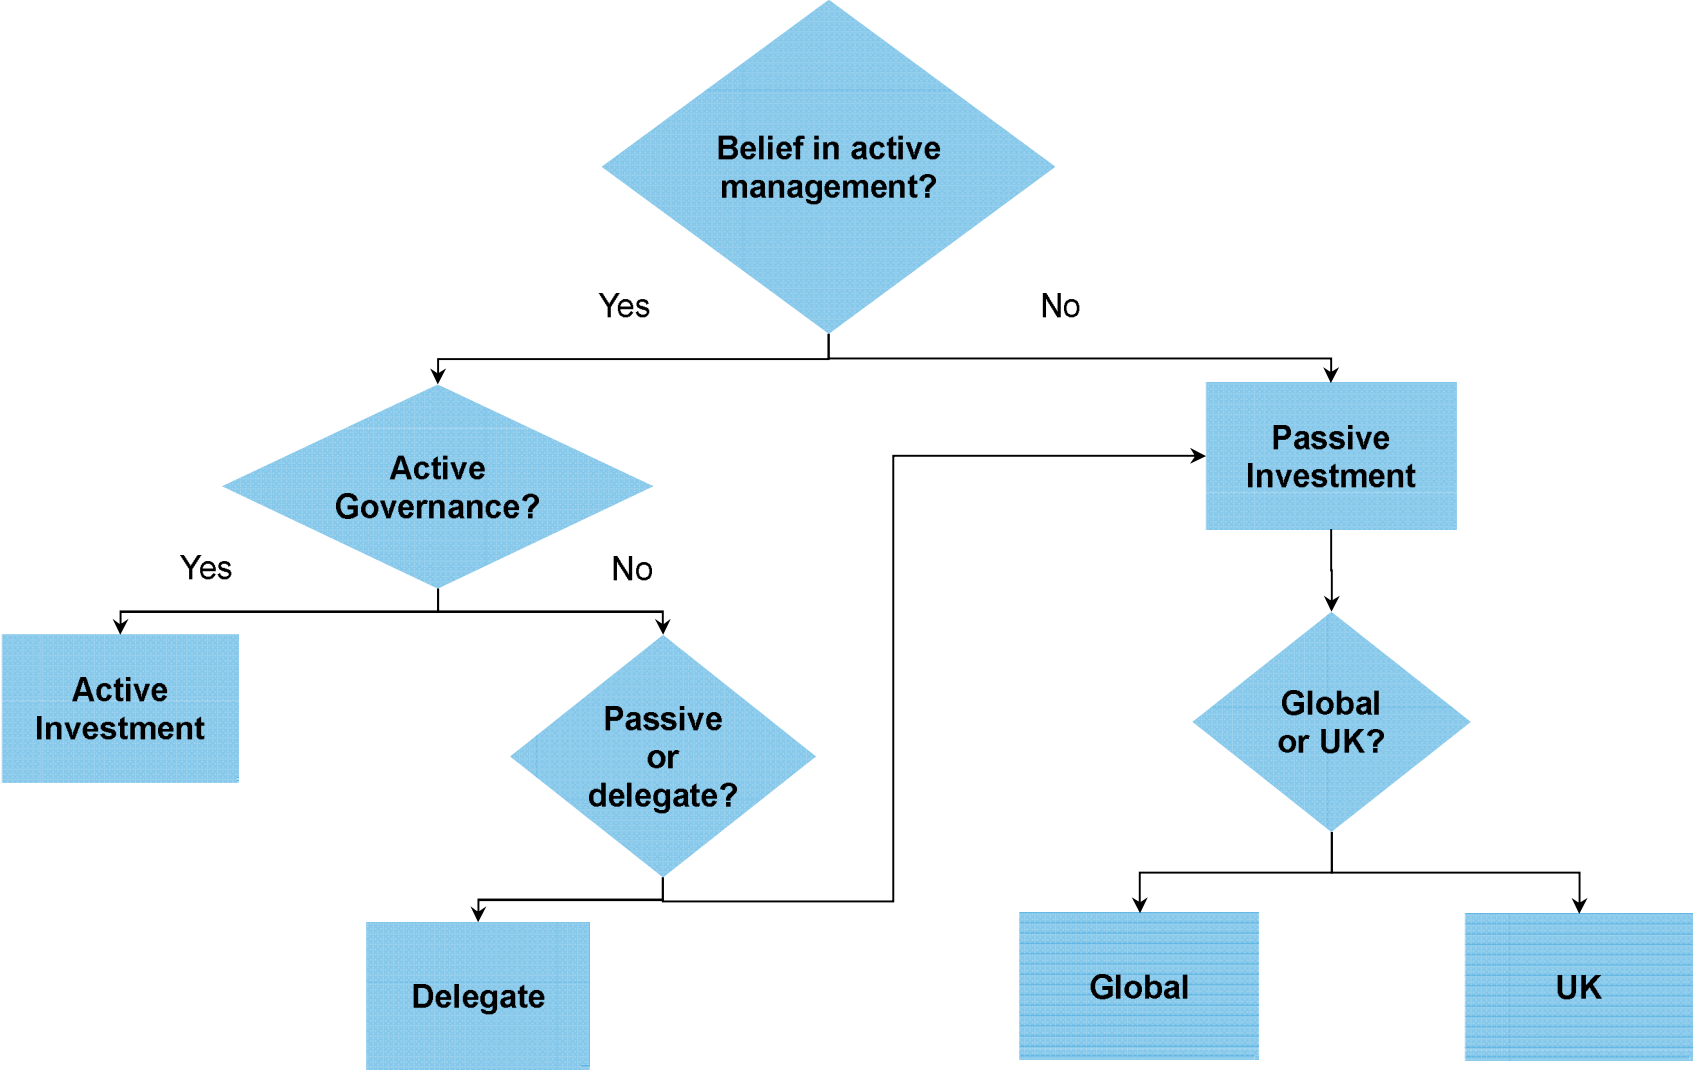 Belief in active
management?
Yes
No
Active
Governance?
Passive
Investment
Yes
No
Active
Investment
Passive
or
delegate?
Global
or UK?
Delegate
Global
UK